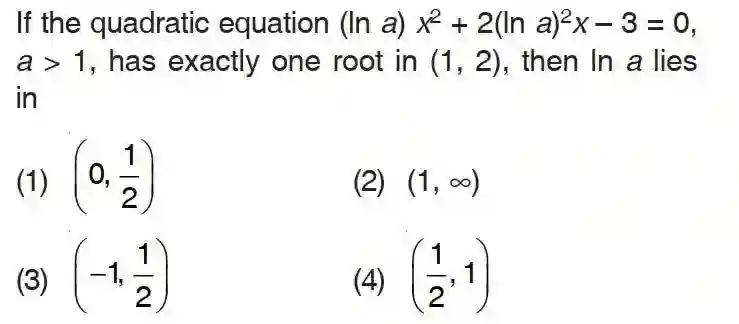 If the quadratic equation (ln a) x² + 2(ln a)²x – 3 = 0,
a > 1, has exactly one root in (1, 2), then ln a lies
in
(1) (0, 1/2) (2) (1, ∞)
(3) (–1, 1/2) (4) (1/2, 1)